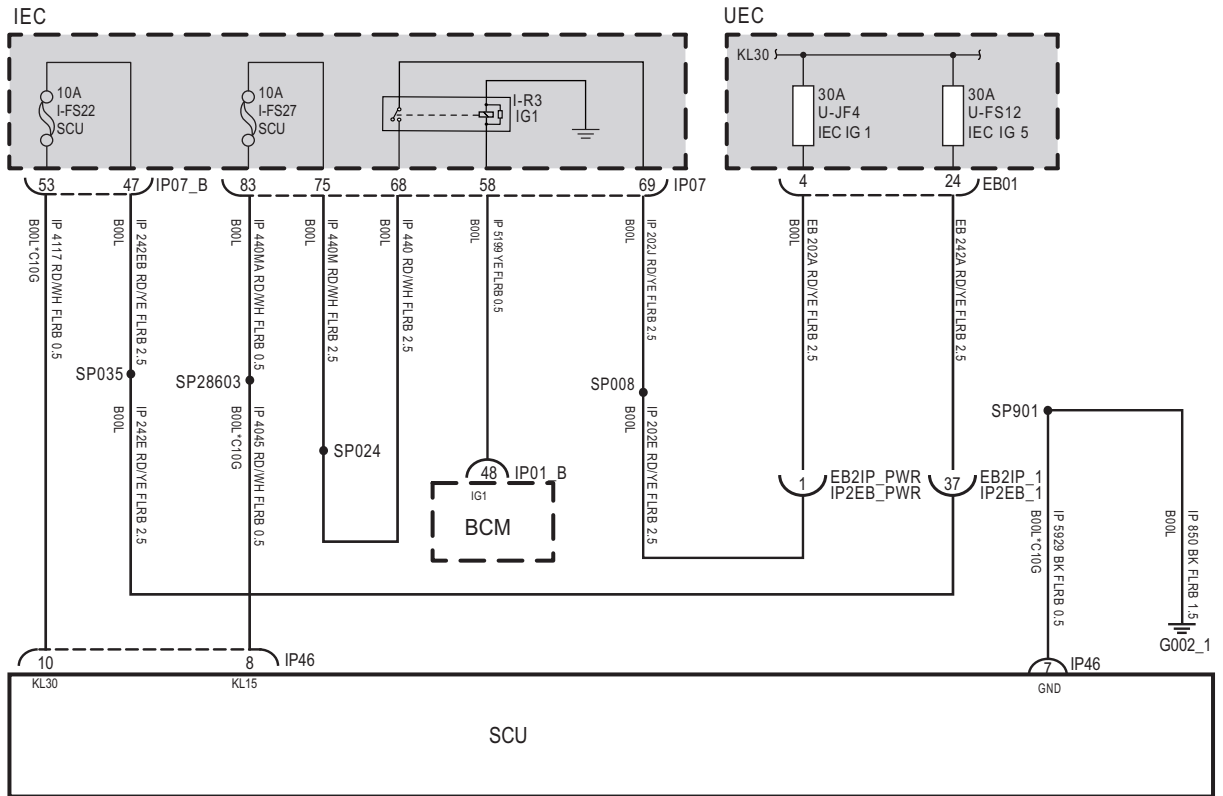 IEC
UEC
KL30
10A
I-FS22
SCU
10A
I-FS27
SCU
I-R3
IG1
30A
U-JF4
IEC IG 1
30A
U-FS12
IEC IG 5
53
47
IP07_B
83
75
68
58
69
IP07
4
24
EB01
IP 4117 RD/WH FLRB 0.5
B00L*C10G
IP 242EB RD/YE FLRB 2.5
B00L
IP 440MA RD/WH FLRB 0.5
B00L
IP 440M RD/WH FLRB 2.5
B00L
IP 440 RD/WH FLRB 2.5
B00L
IP 5199 YE FLRB 0.5
B00L
IP 202J RD/YE FLRB 2.5
B00L
EB 202A RD/YE FLRB 2.5
B00L
EB 242A RD/YE FLRB 2.5
B00L
SP035
SP28603
SP008
SP901
IP 242E RD/YE FLRB 2.5
B00L
IP 4045 RD/WH FLRB 0.5
B00L*C10G
SP024
IP 202E RD/YE FLRB 2.5
B00L
48
IP01_B
IG1
BCM
1
EB2IP_PWR
IP2EB_PWR
37
EB2IP_1
IP2EB_1
IP 5929 BK FLRB 0.5
B00L*C10G
IP 850 BK FLRB 1.5
B00L
G002_1
10
8
IP46
7
IP46
KL30
KL15
GND
SCU